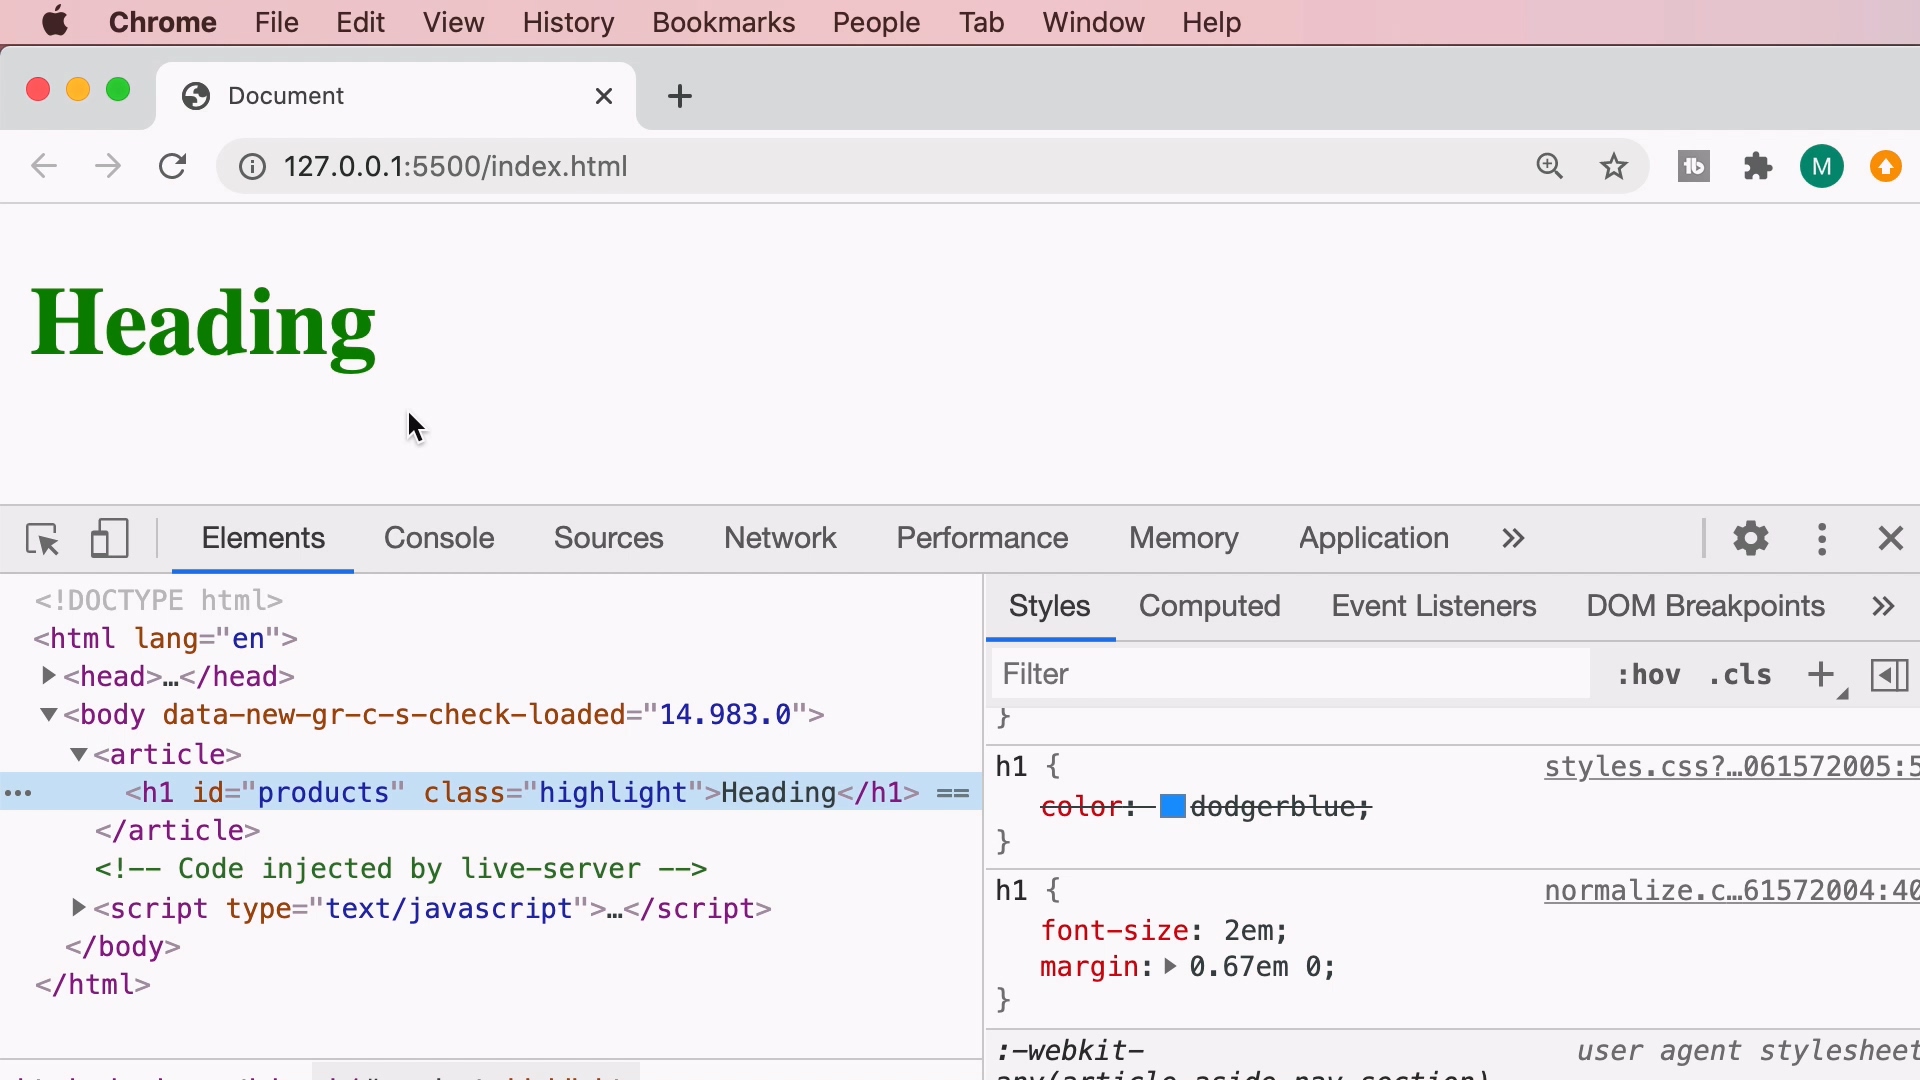 Chrome File Edit View History Bookmarks People Tab Window Help
Document
127.0.0.1:5500/index.html
M
Heading
Elements Console Sources Network Performance Memory Application »
<!DOCTYPE html>
<html lang="en">
<head>…</head>
<body data-new-gr-c-s-check-loaded="14.983.0">
<article>
<h1 id="products" class="highlight">Heading</h1> ==
</article>
<!-- Code injected by live-server -->
<script type="text/javascript">…</script>
</body>
</html>
Styles Computed Event Listeners DOM Breakpoints »
Filter :hov .cls +
}
h1 { styles.css?…061572005:5
color: dodgerblue;
}
h1 { normalize.c…61572004:40
font-size: 2em;
margin: 0.67em 0;
}
:-webkit- user agent stylesheet